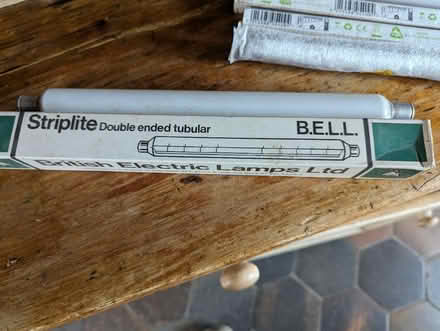 Striplite Double ended tubular B.E.L.L.
British Electric Lamps Ltd